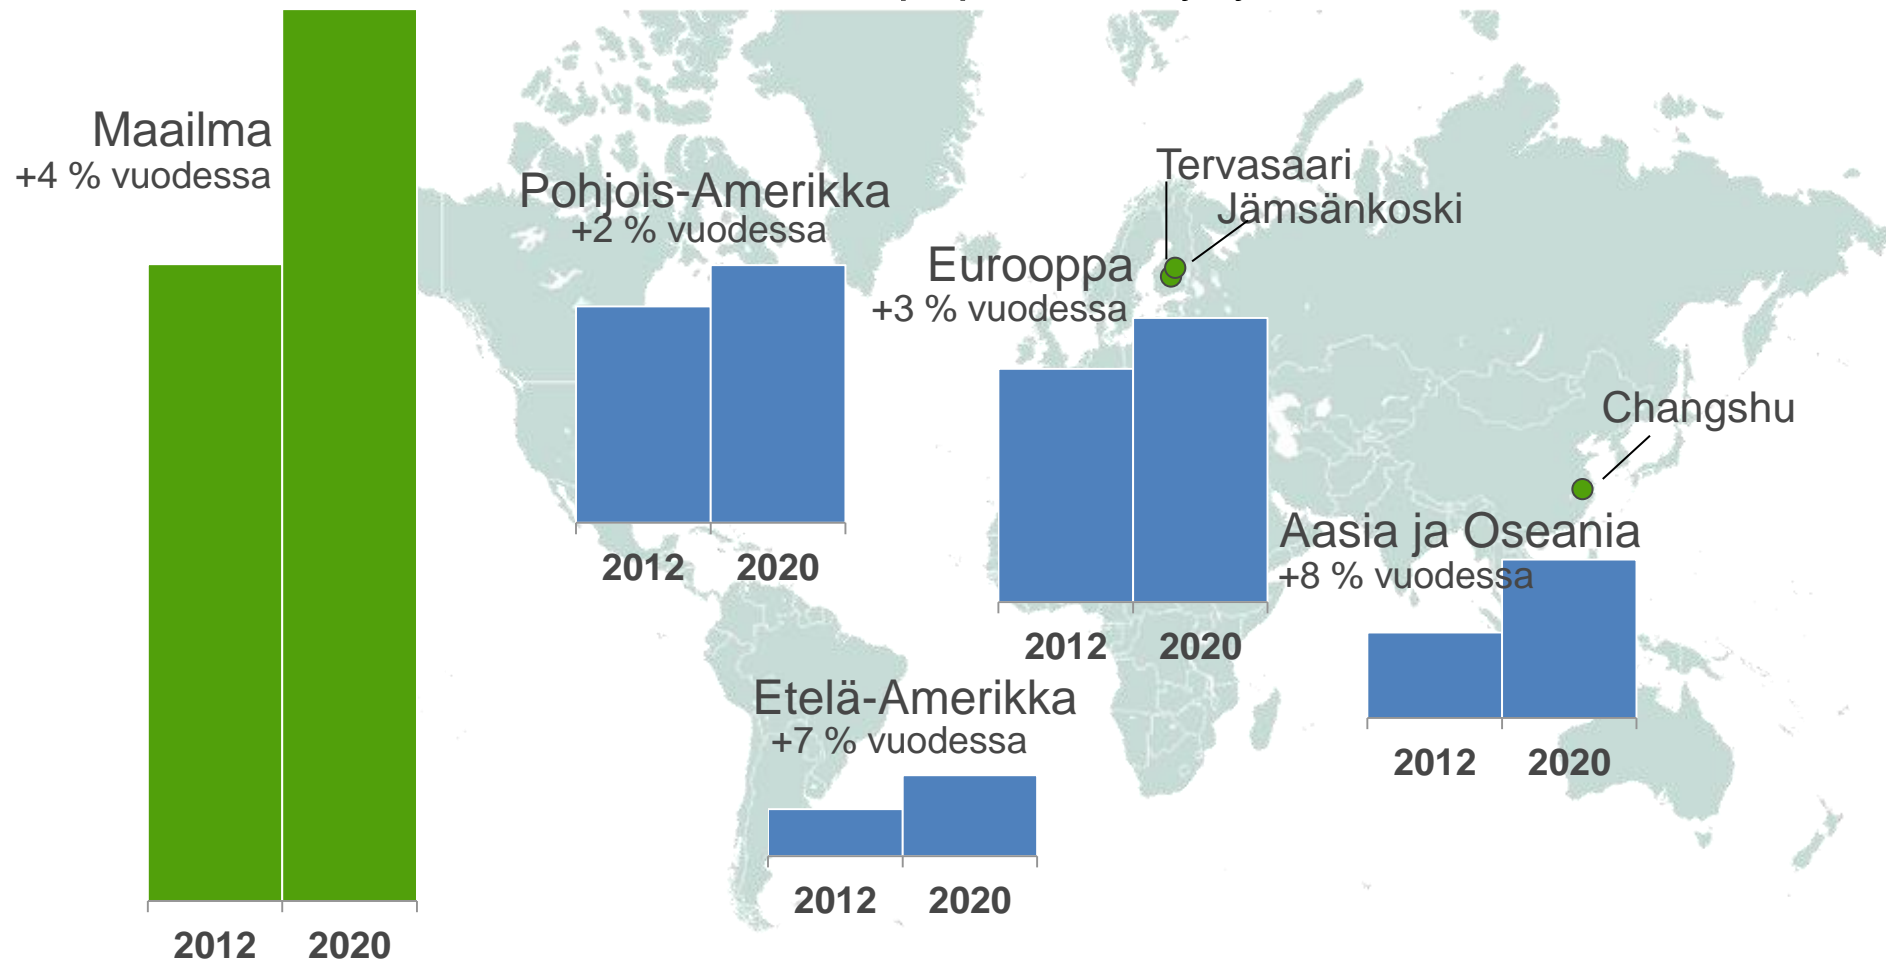 Maailma
+4 % vuodessa
2012 2020
Pohjois-Amerikka
+2 % vuodessa
2012 2020
Tervasaari
Jämsänkoski
Eurooppa
+3 % vuodessa
2012 2020
Changshu
Aasia ja Oseania
+8 % vuodessa
2012 2020
Etelä-Amerikka
+7 % vuodessa
2012 2020